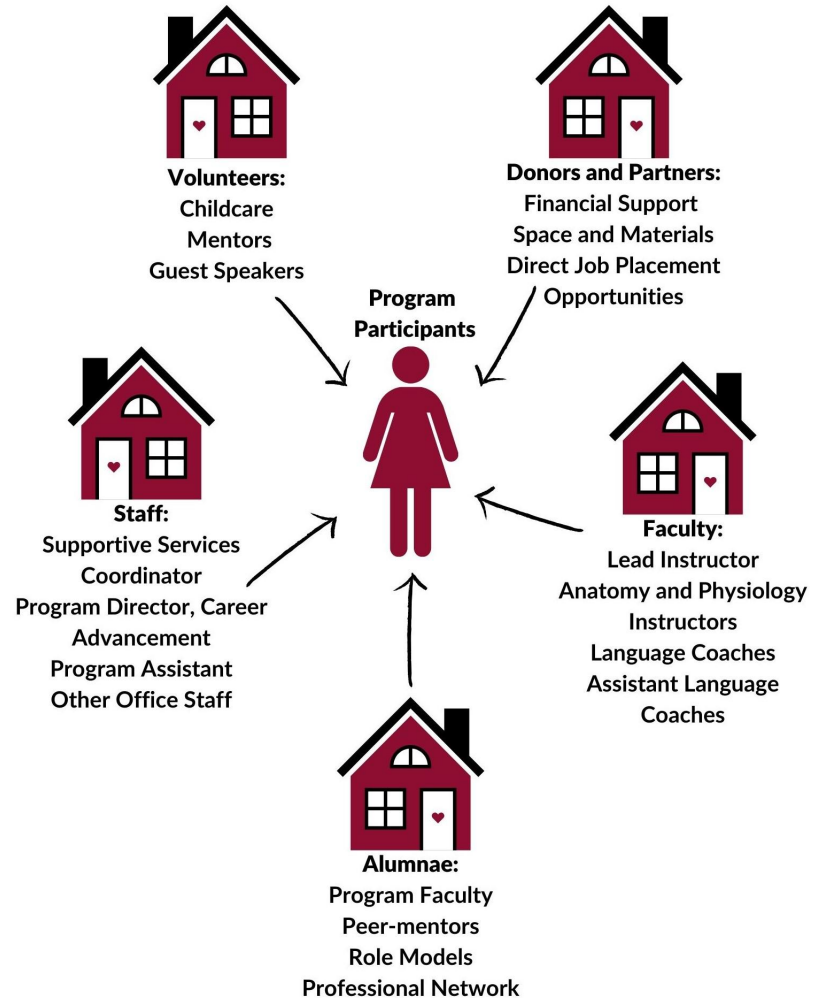 Volunteers:
Childcare
Mentors
Guest Speakers
Donors and Partners:
Financial Support
Space and Materials
Direct Job Placement
Opportunities
Program
Participants
Staff:
Supportive Services
Coordinator
Program Director, Career
Advancement
Program Assistant
Other Office Staff
Faculty:
Lead Instructor
Anatomy and Physiology
Instructors
Language Coaches
Assistant Language
Coaches
Alumnae:
Program Faculty
Peer-mentors
Role Models
Professional Network